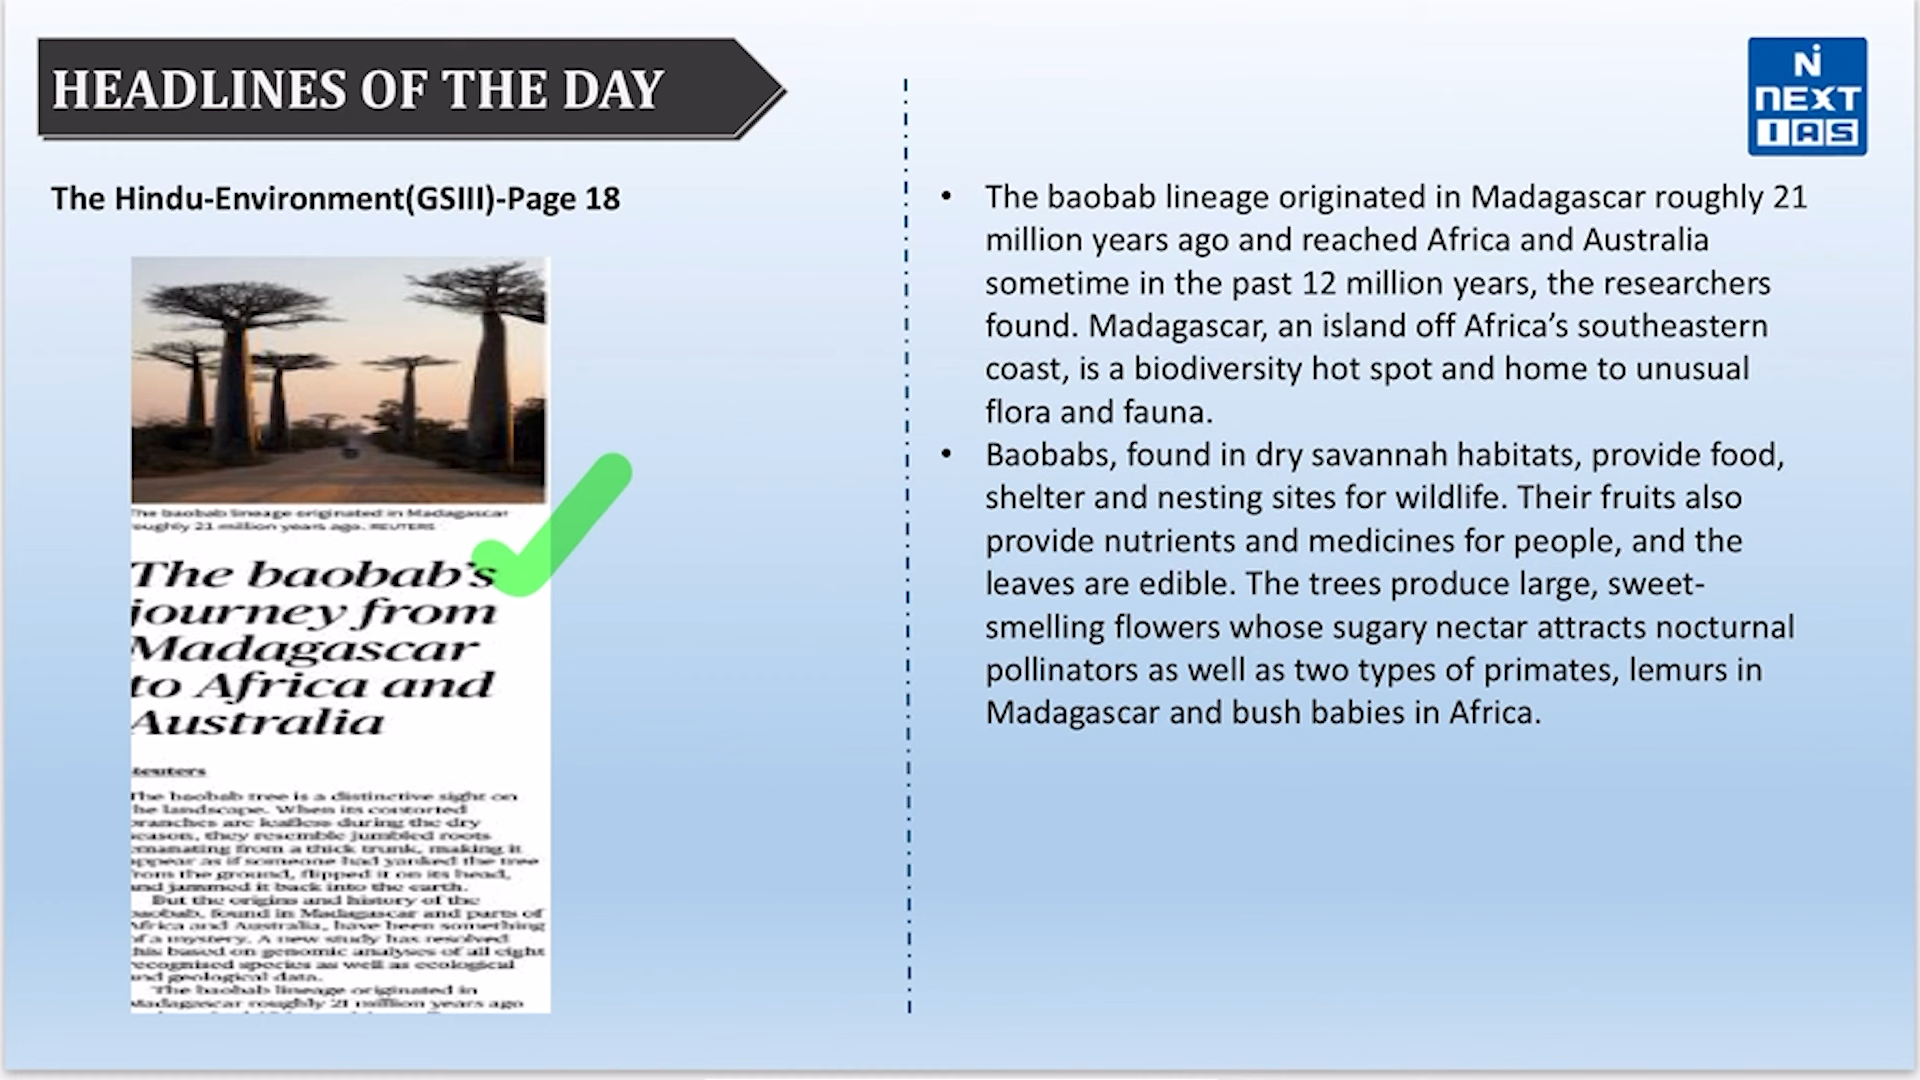 HEADLINES OF THE DAY
N
NEXT
IAS
The Hindu-Environment(GSIII)-Page 18
The baobab lineage originated in Madagascar
roughly 21 million years ago. REUTERS
The baobab's
journey from
Madagascar
to Africa and
Australia
Reuters
The baobab tree is a distinctive sight on
the landscape. When its contorted
branches are leafless during the dry
season, they resemble jumbled roots
emanating from a thick trunk, making it
appear as if someone had yanked the tree
from the ground, flipped it on its head,
and jammed it back into the earth.
But the origins and history of the
baobab, found in Madagascar and parts of
Africa and Australia, have been something
of a mystery. A new study has resolved
this based on genomic analyses of all eight
recognised species as well as ecological
and geological data.
"The baobab lineage originated in
Madagascar roughly 21 million years ago
• The baobab lineage originated in Madagascar roughly 21
million years ago and reached Africa and Australia
sometime in the past 12 million years, the researchers
found. Madagascar, an island off Africa's southeastern
coast, is a biodiversity hot spot and home to unusual
flora and fauna.
• Baobabs, found in dry savannah habitats, provide food,
shelter and nesting sites for wildlife. Their fruits also
provide nutrients and medicines for people, and the
leaves are edible. The trees produce large, sweet-
smelling flowers whose sugary nectar attracts nocturnal
pollinators as well as two types of primates, lemurs in
Madagascar and bush babies in Africa.